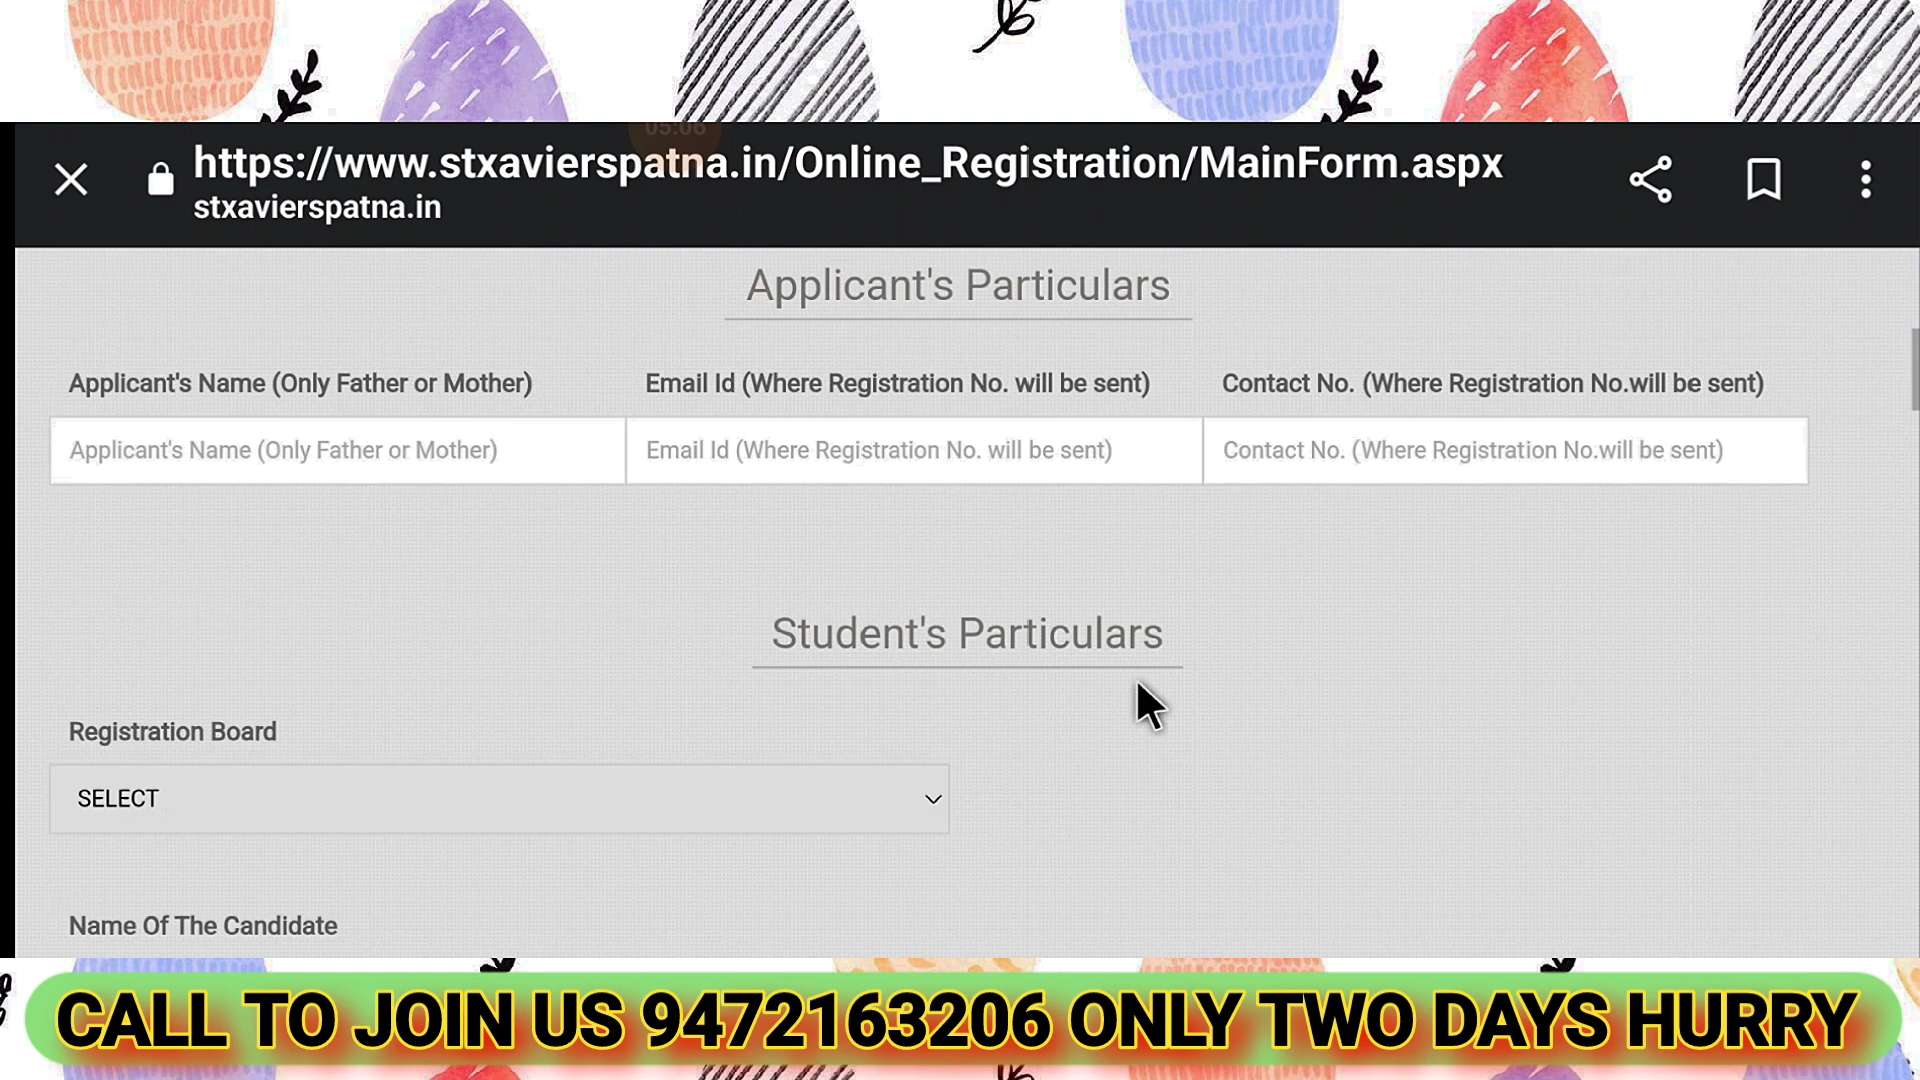 05:06
https://www.stxavierspatna.in/Online_Registration/MainForm.aspx
stxavierspatna.in
Applicant's Particulars
Applicant's Name (Only Father or Mother) Email Id (Where Registration No. will be sent) Contact No. (Where Registration No.will be sent)
Applicant's Name (Only Father or Mother) Email Id (Where Registration No. will be sent) Contact No. (Where Registration No.will be sent)
Student's Particulars
Registration Board
SELECT
Name Of The Candidate
CALL TO JOIN US 9472163206 ONLY TWO DAYS HURRY